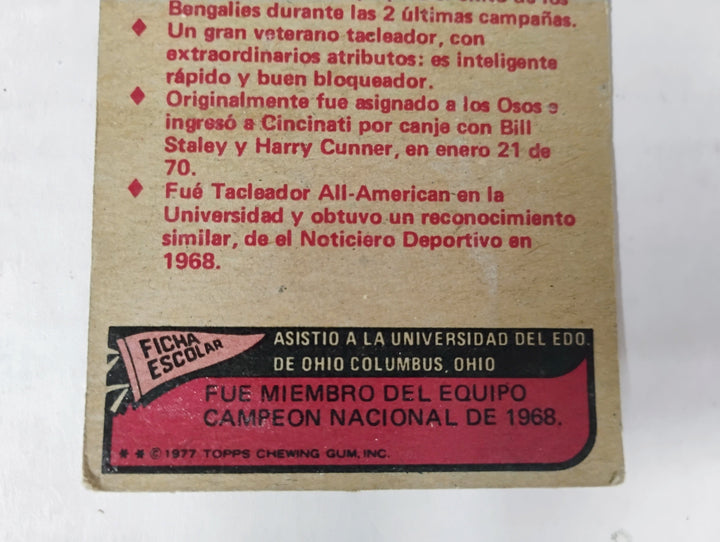 Bengalies durante las 2 últimas campañas.
♦ Un gran veterano tacleador, con
extraordinarios atributos: es inteligente
rápido y buen bloqueador.
♦ Originalmente fue asignado a los Osos e
ingresó a Cincinati por canje con Bill
Staley y Harry Cunner, en enero 21 de
70.
♦ Fué Tacleador All-American en la
Universidad y obtuvo un reconocimiento
similar, de el Noticiero Deportivo en
1968.
FICHA
ESCOLAR
ASISTIO A LA UNIVERSIDAD DEL EDO.
DE OHIO COLUMBUS, OHIO
FUE MIEMBRO DEL EQUIPO
CAMPEON NACIONAL DE 1968.
* * © 1977 TOPPS CHEWING GUM, INC.